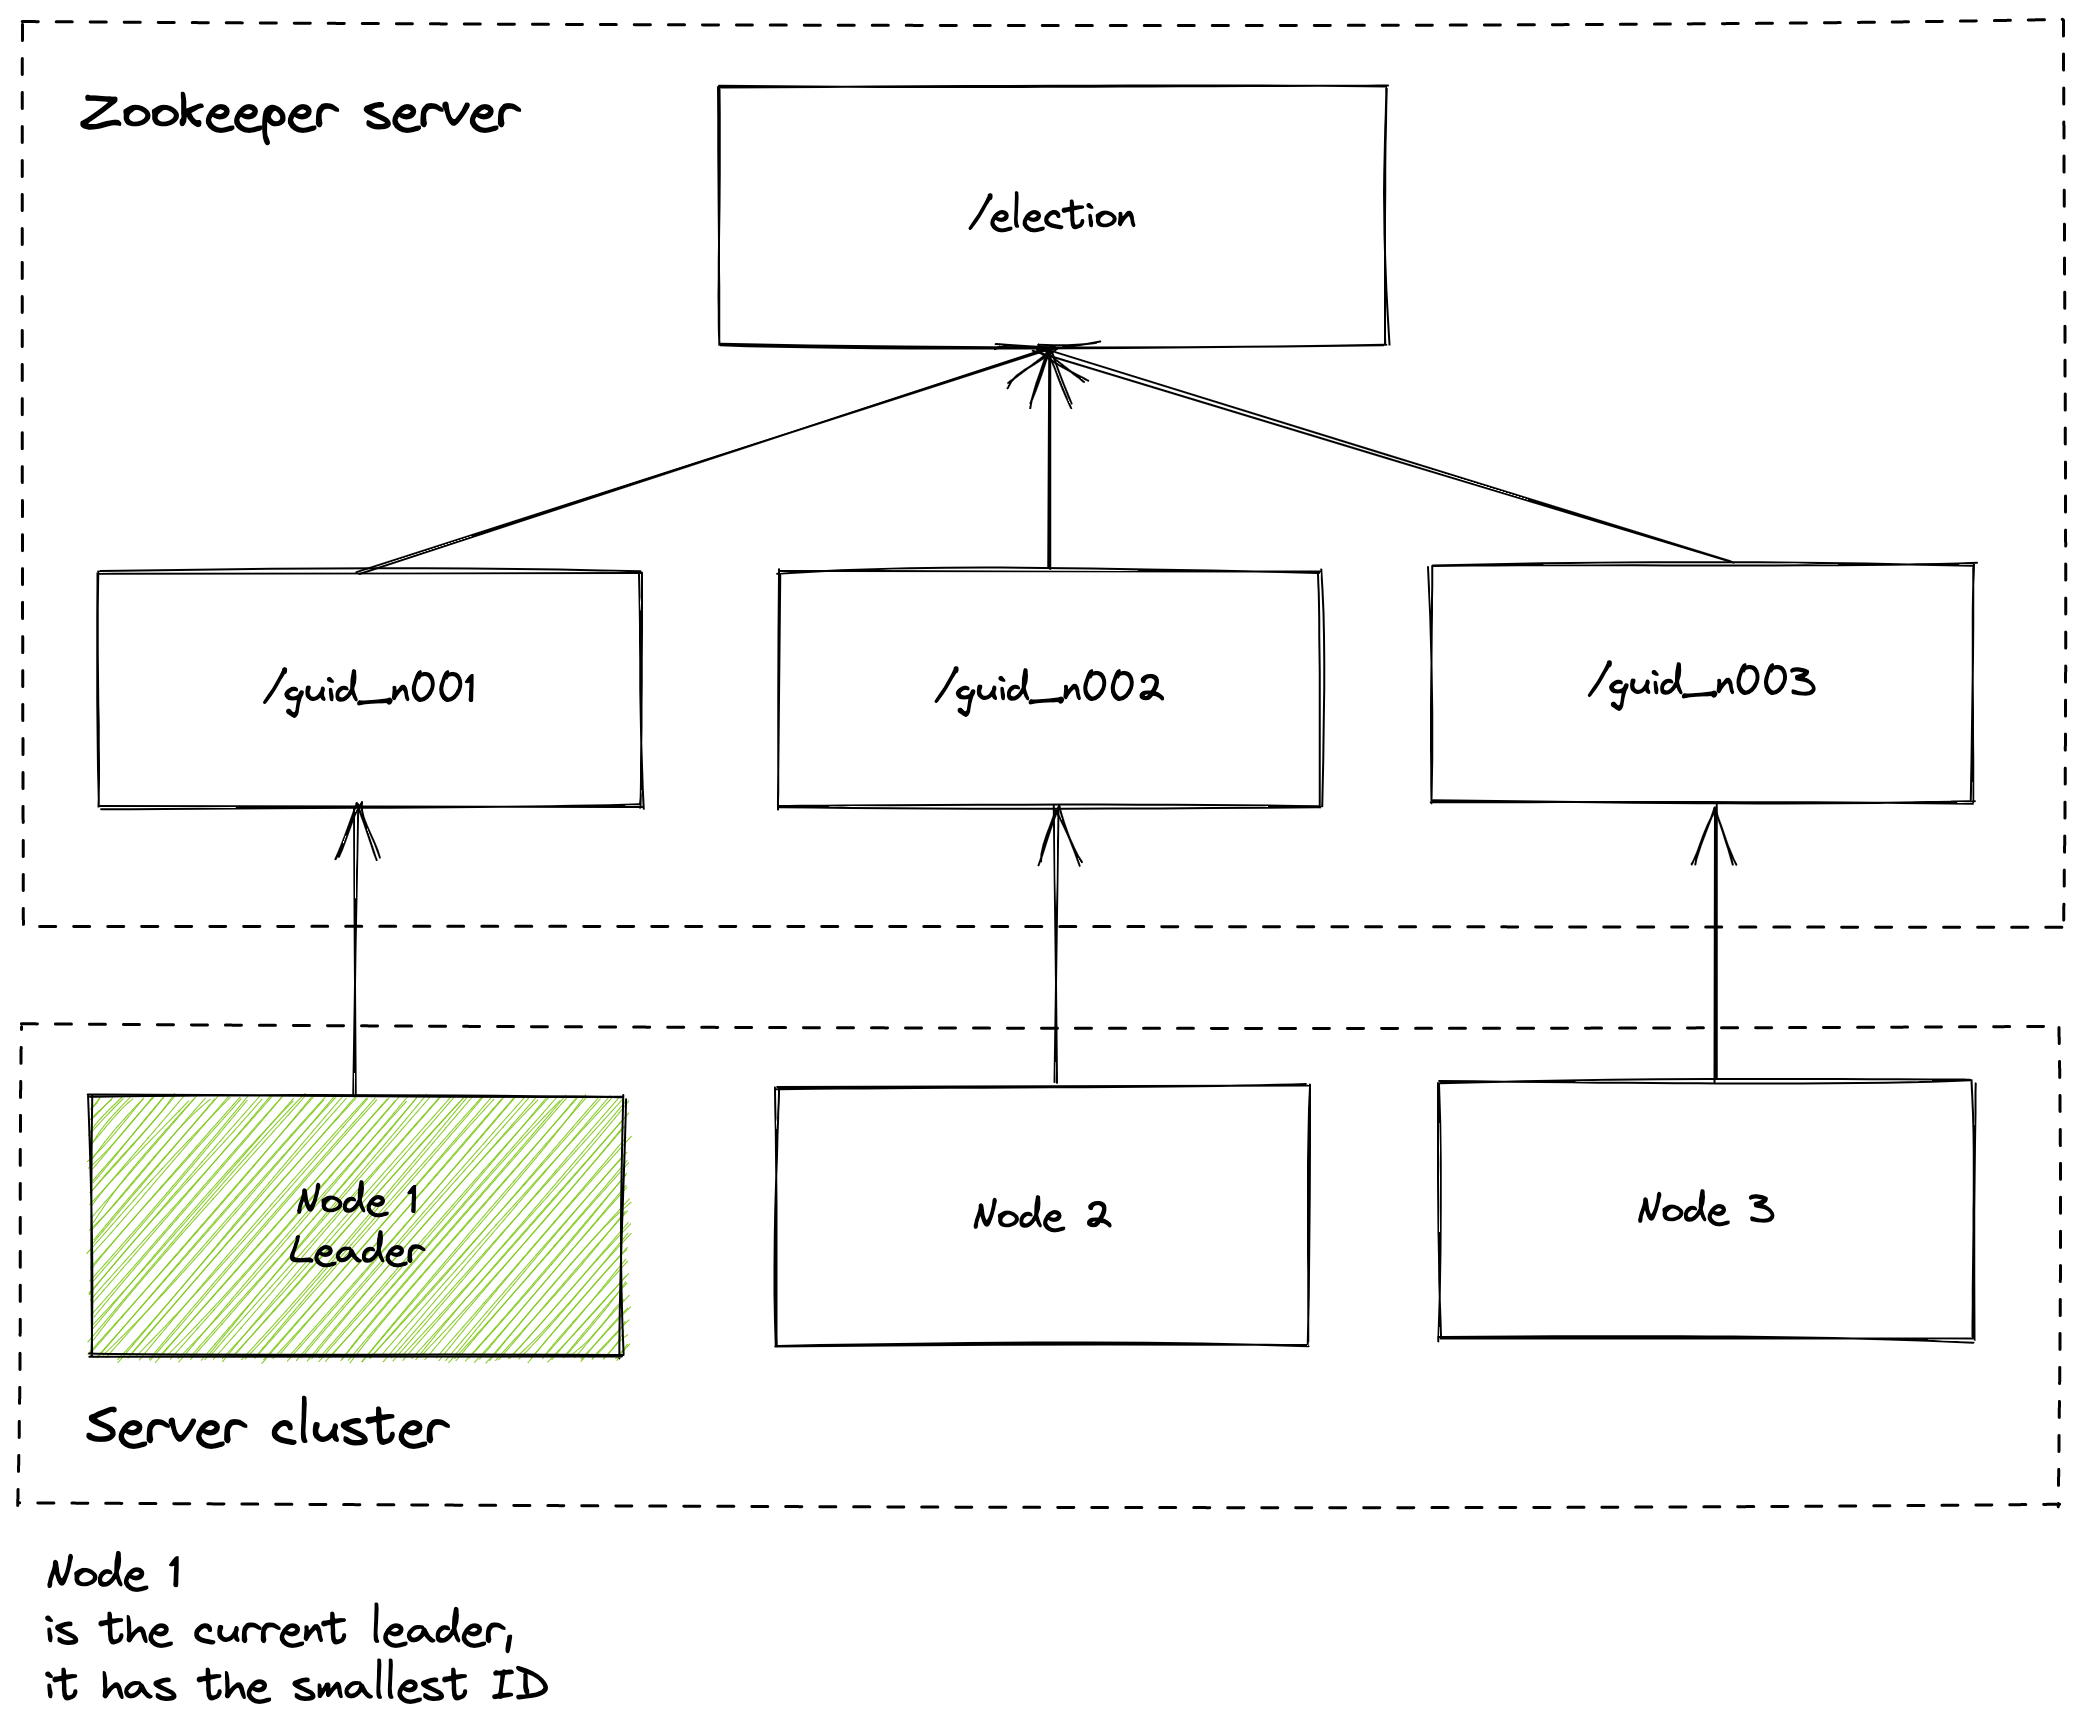 Zookeeper server
/election
/guid_n001
/guid_n002
/guid_n003
Node 1
Leader
Node 2
Node 3
Server cluster
Node 1
is the current leader,
it has the smallest ID